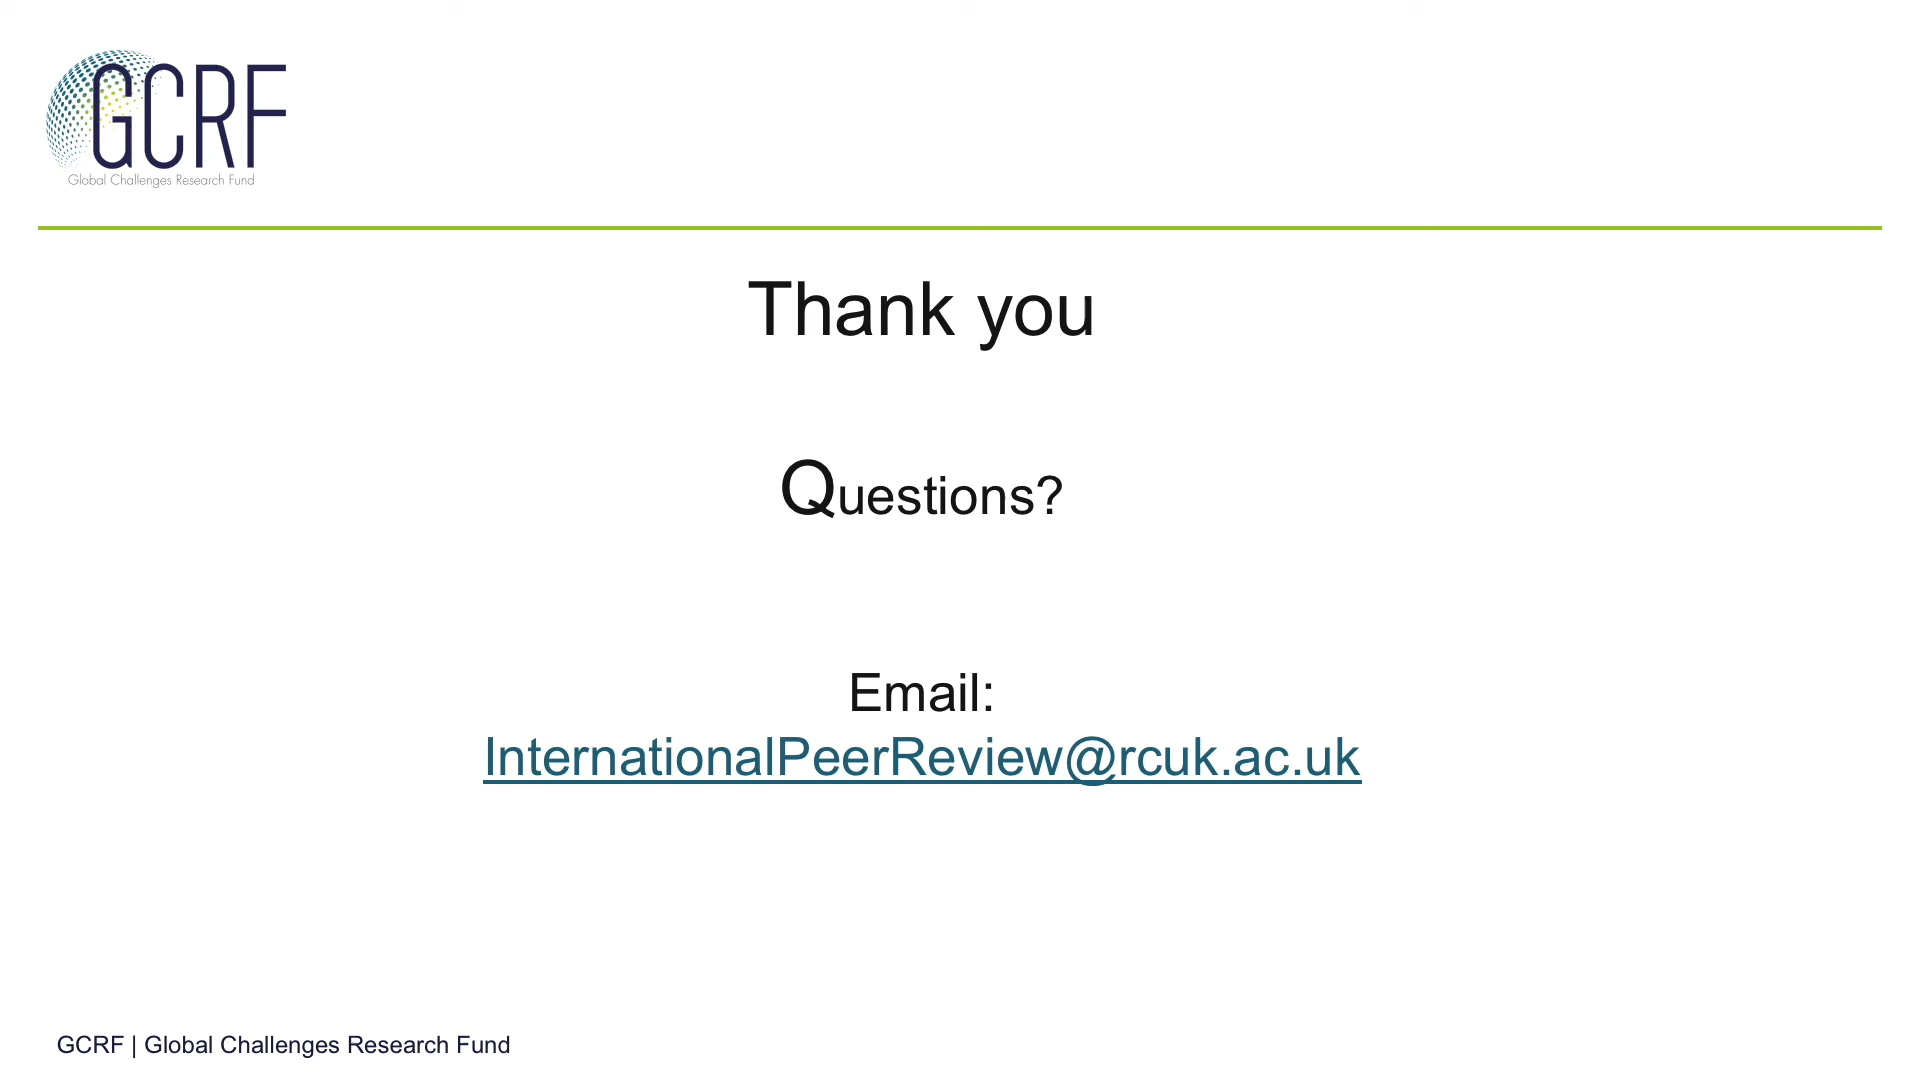 GCRF
Global Challenges Research Fund
Thank you
Questions?
Email:
InternationalPeerReview@rcuk.ac.uk
GCRF | Global Challenges Research Fund